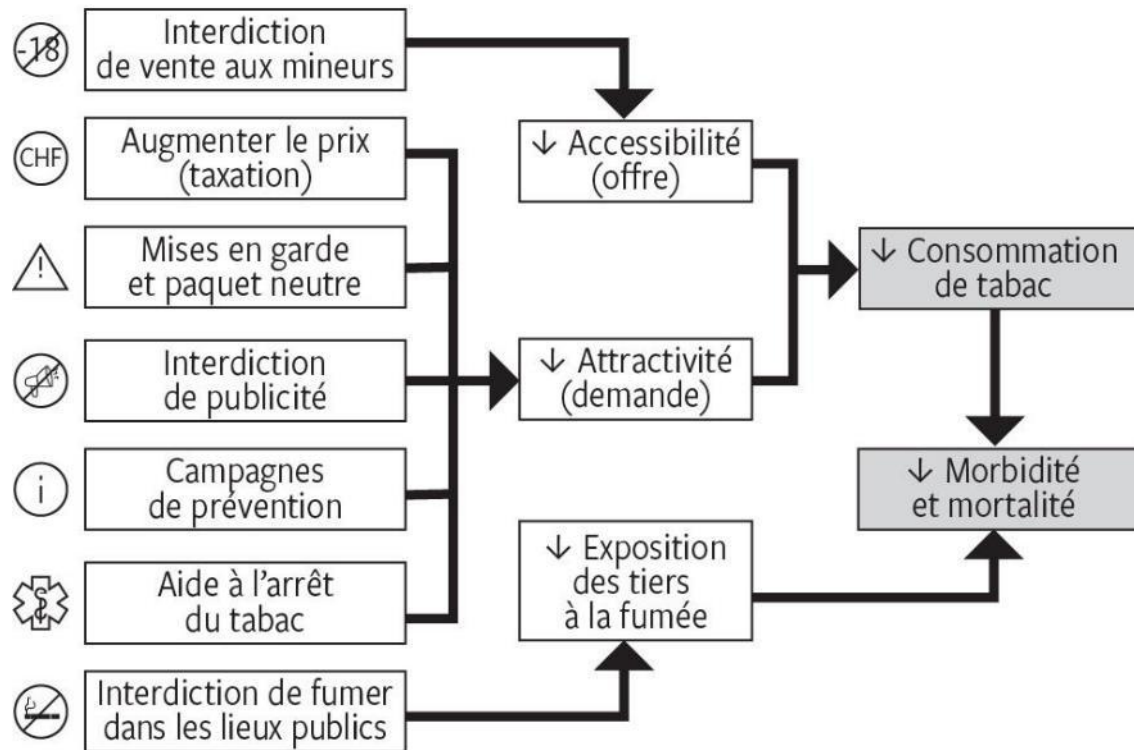 -18
Interdiction
de vente aux mineurs
CHF
Augmenter le prix
(taxation)
!
Mises en garde
et paquet neutre
Interdiction
de publicité
i
Campagnes
de prévention
Aide à l’arrêt
du tabac
Interdiction de fumer
dans les lieux publics
↓ Accessibilité
(offre)
↓ Attractivité
(demande)
↓ Exposition
des tiers
à la fumée
↓ Consommation
de tabac
↓ Morbidité
et mortalité